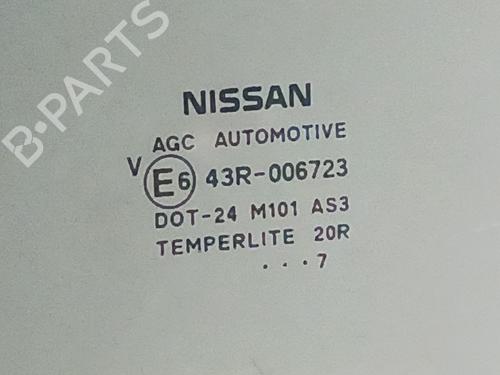 B-PARTS
NISSAN
AGC AUTOMOTIVE
V E6 43R-006723
DOT-24 M101 AS3
TEMPERLITE 20R
...7